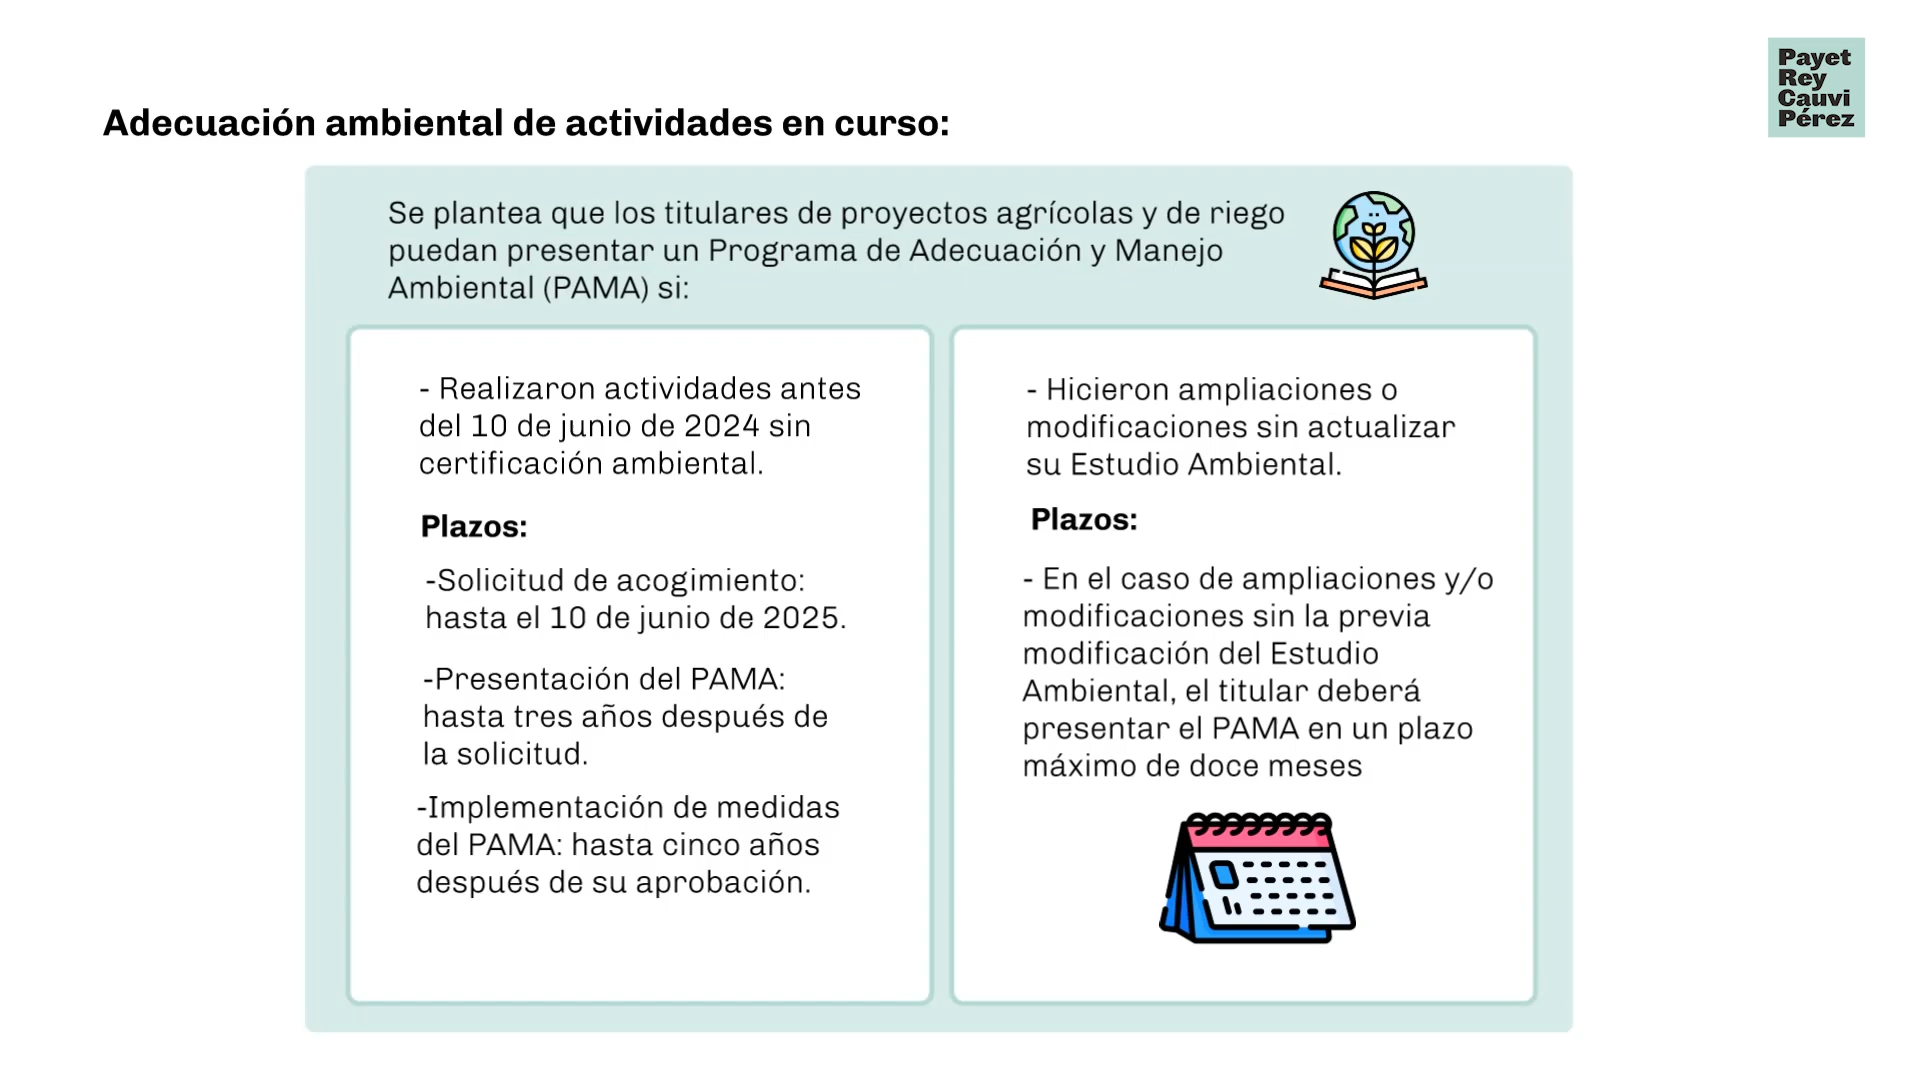 Payet
Rey
Cauvi
Pérez
Adecuación ambiental de actividades en curso:
Se plantea que los titulares de proyectos agrícolas y de riego
puedan presentar un Programa de Adecuación y Manejo
Ambiental (PAMA) si:
- Realizaron actividades antes
del 10 de junio de 2024 sin
certificación ambiental.
Plazos:
-Solicitud de acogimiento:
hasta el 10 de junio de 2025.
-Presentación del PAMA:
hasta tres años después de
la solicitud.
-Implementación de medidas
del PAMA: hasta cinco años
después de su aprobación.
- Hicieron ampliaciones o
modificaciones sin actualizar
su Estudio Ambiental.
Plazos:
- En el caso de ampliaciones y/o
modificaciones sin la previa
modificación del Estudio
Ambiental, el titular deberá
presentar el PAMA en un plazo
máximo de doce meses